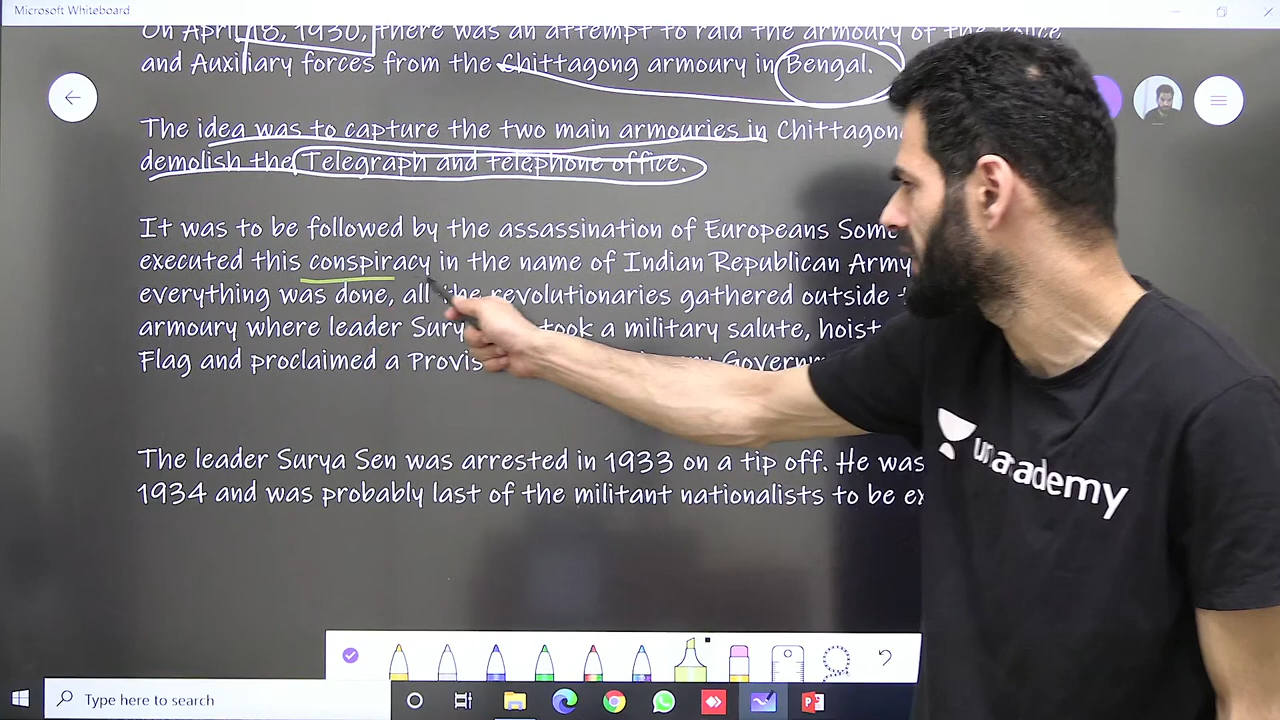 Microsoft Whiteboard
On April 18, 1930, there was an attempt to raid the armoury of the Police
and Auxiliary forces from the Chittagong armoury in Bengal.
The idea was to capture the two main armouries in Chittagong
demolish the Telegraph and telephone office.
It was to be followed by the assassination of Europeans Some
executed this conspiracy in the name of Indian Republican Army
everything was done, all the revolutionaries gathered outside
armoury where leader took a military salute,
Flag and proclaimed a
The leader Surya Sen was arrested in 1933 on a tip off. He was
1934 and was probably last of the militant nationalists to be
unacademy
Type here to search